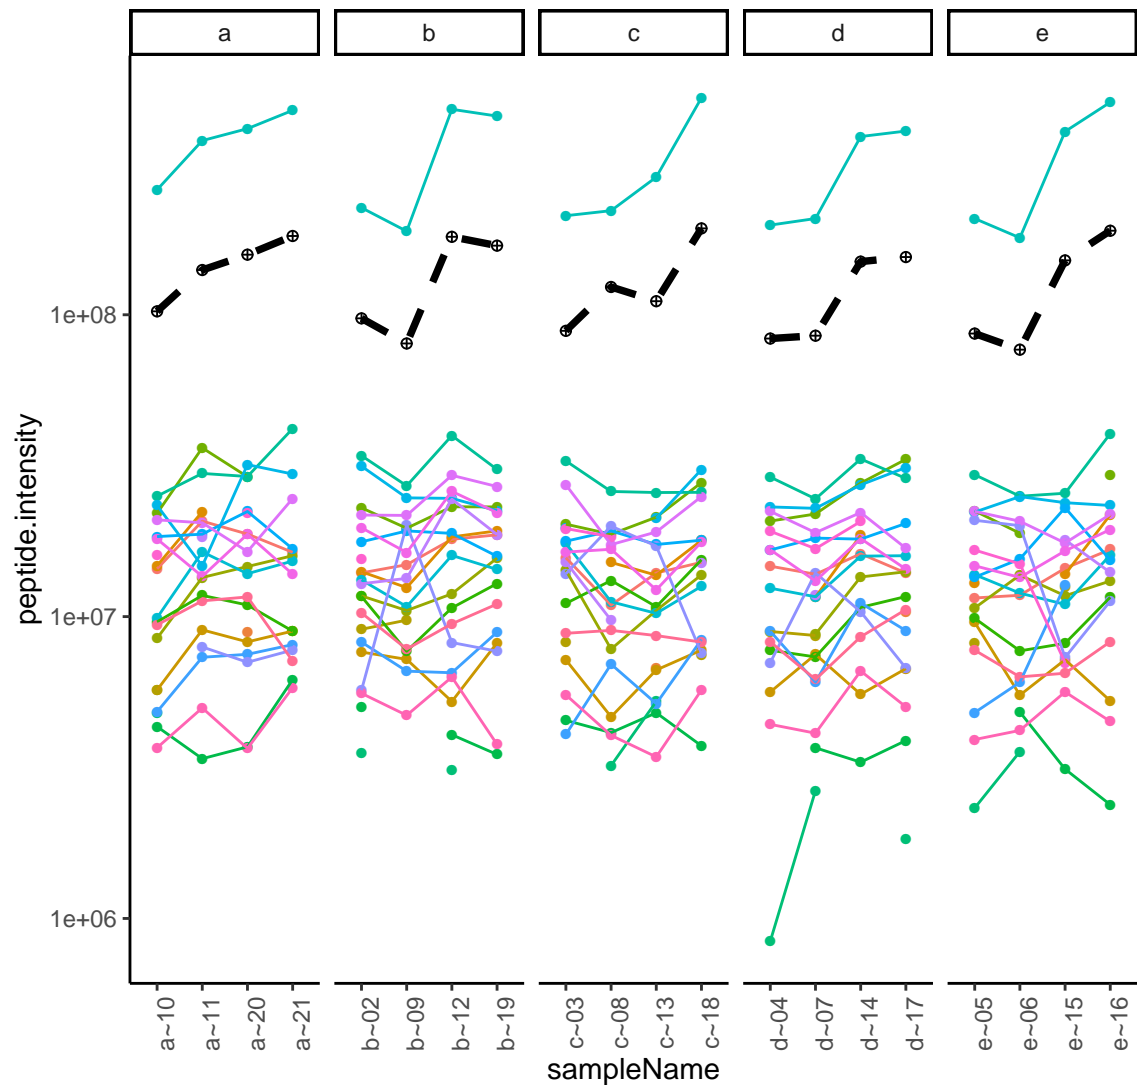 a b c d e
peptide.intensity
1e+08
1e+07
1e+06
a~10 a~11 a~20 a~21 b~02 b~09 b~12 b~19 c~03 c~08 c~13 c~18 d~04 d~07 d~14 d~17 e~05 e~06 e~15 e~16
sampleName